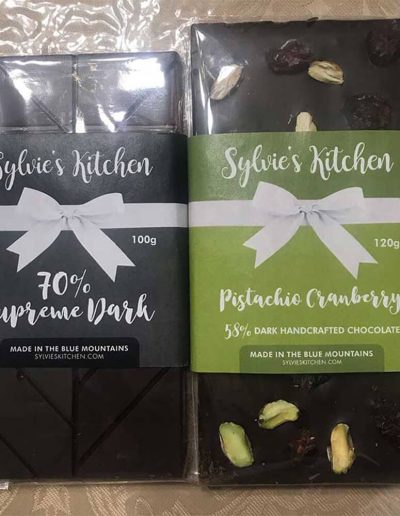 Sylvie's Kitchen
100g
70%
Supreme Dark
MADE IN THE BLUE MOUNTAINS
SYLVIESKITCHEN.COM
Sylvie's Kitchen
120g
Pistachio Cranberry
58% DARK HANDCRAFTED CHOCOLATE
MADE IN THE BLUE MOUNTAINS
SYLVIESKITCHEN.COM